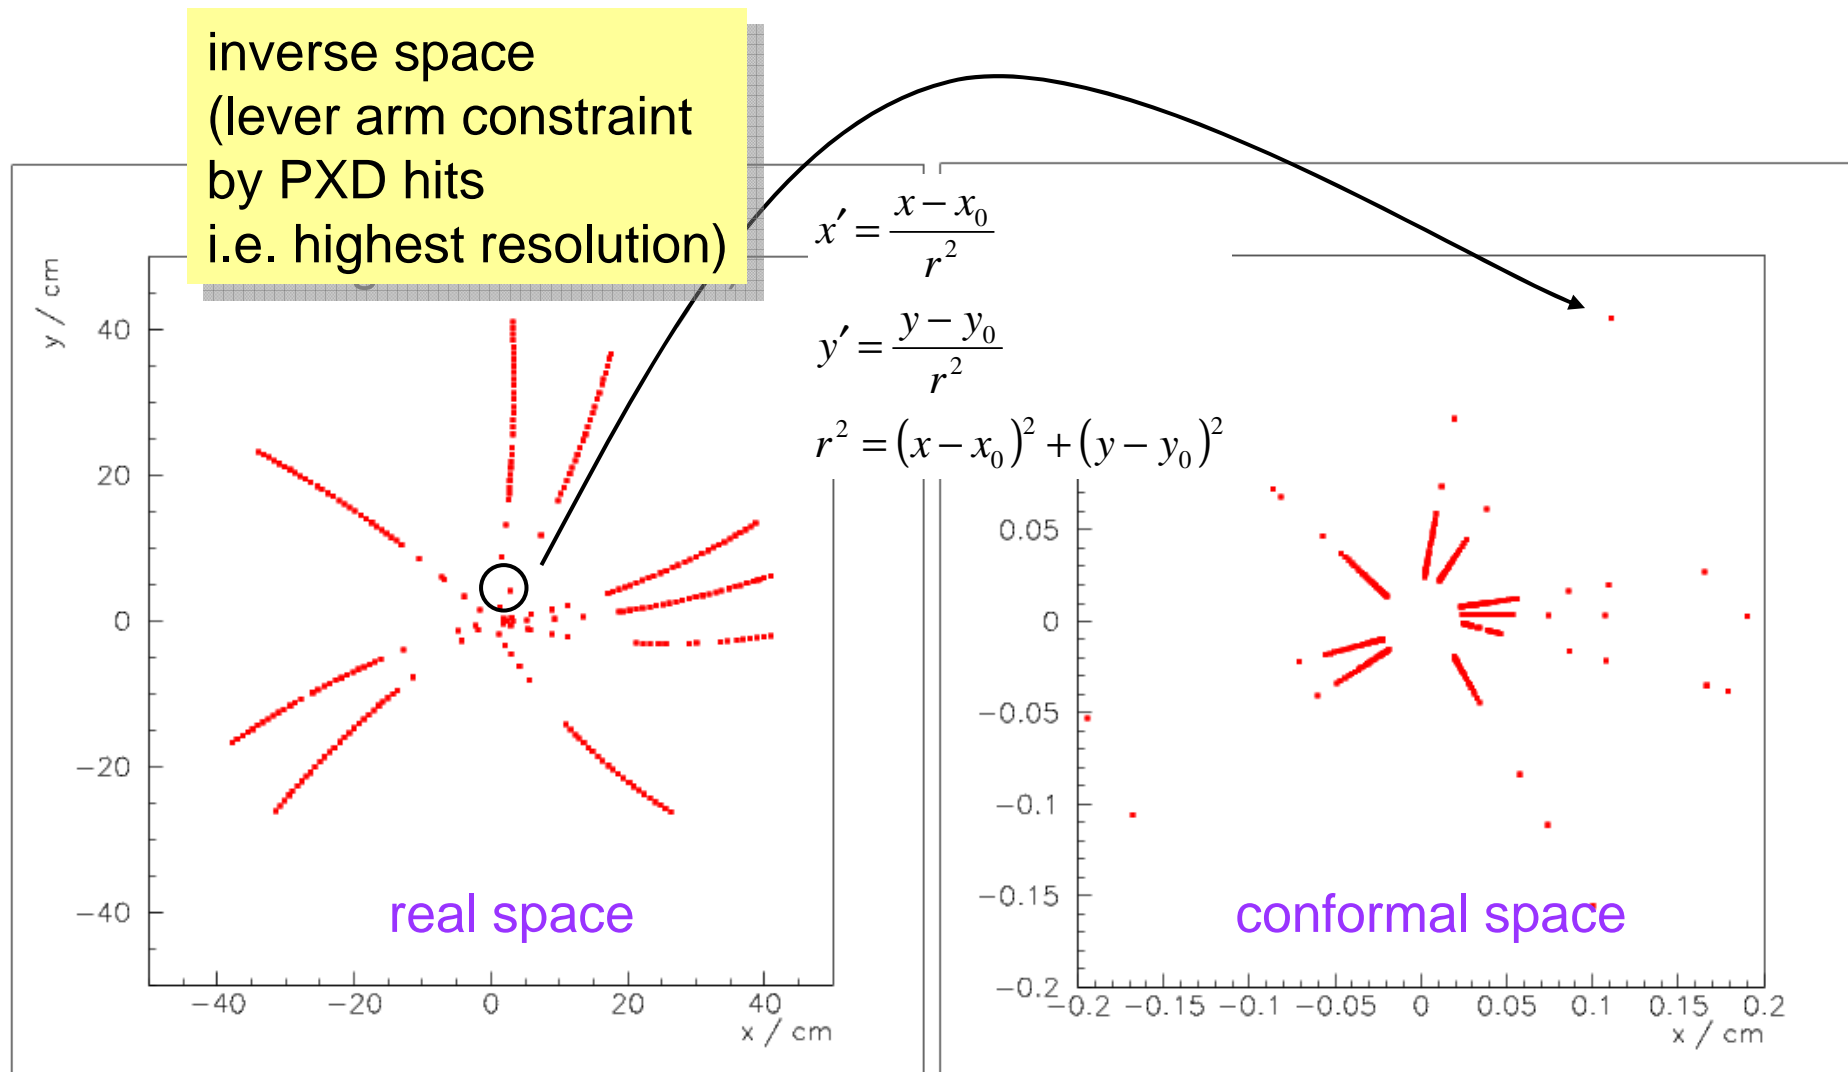 inverse space
(lever arm constraint
by PXD hits
i.e. highest resolution)
x′ = (x − x₀) / r²
y′ = (y − y₀) / r²
r² = (x − x₀)² + (y − y₀)²
y / cm
40
20
0
−20
−40
−40 −20 0 20 40
x / cm
real space
0.05
0
−0.05
−0.1
−0.15
−0.2
−0.2 −0.15 −0.1 −0.05 0 0.05 0.1 0.15 0.2
x / cm
conformal space